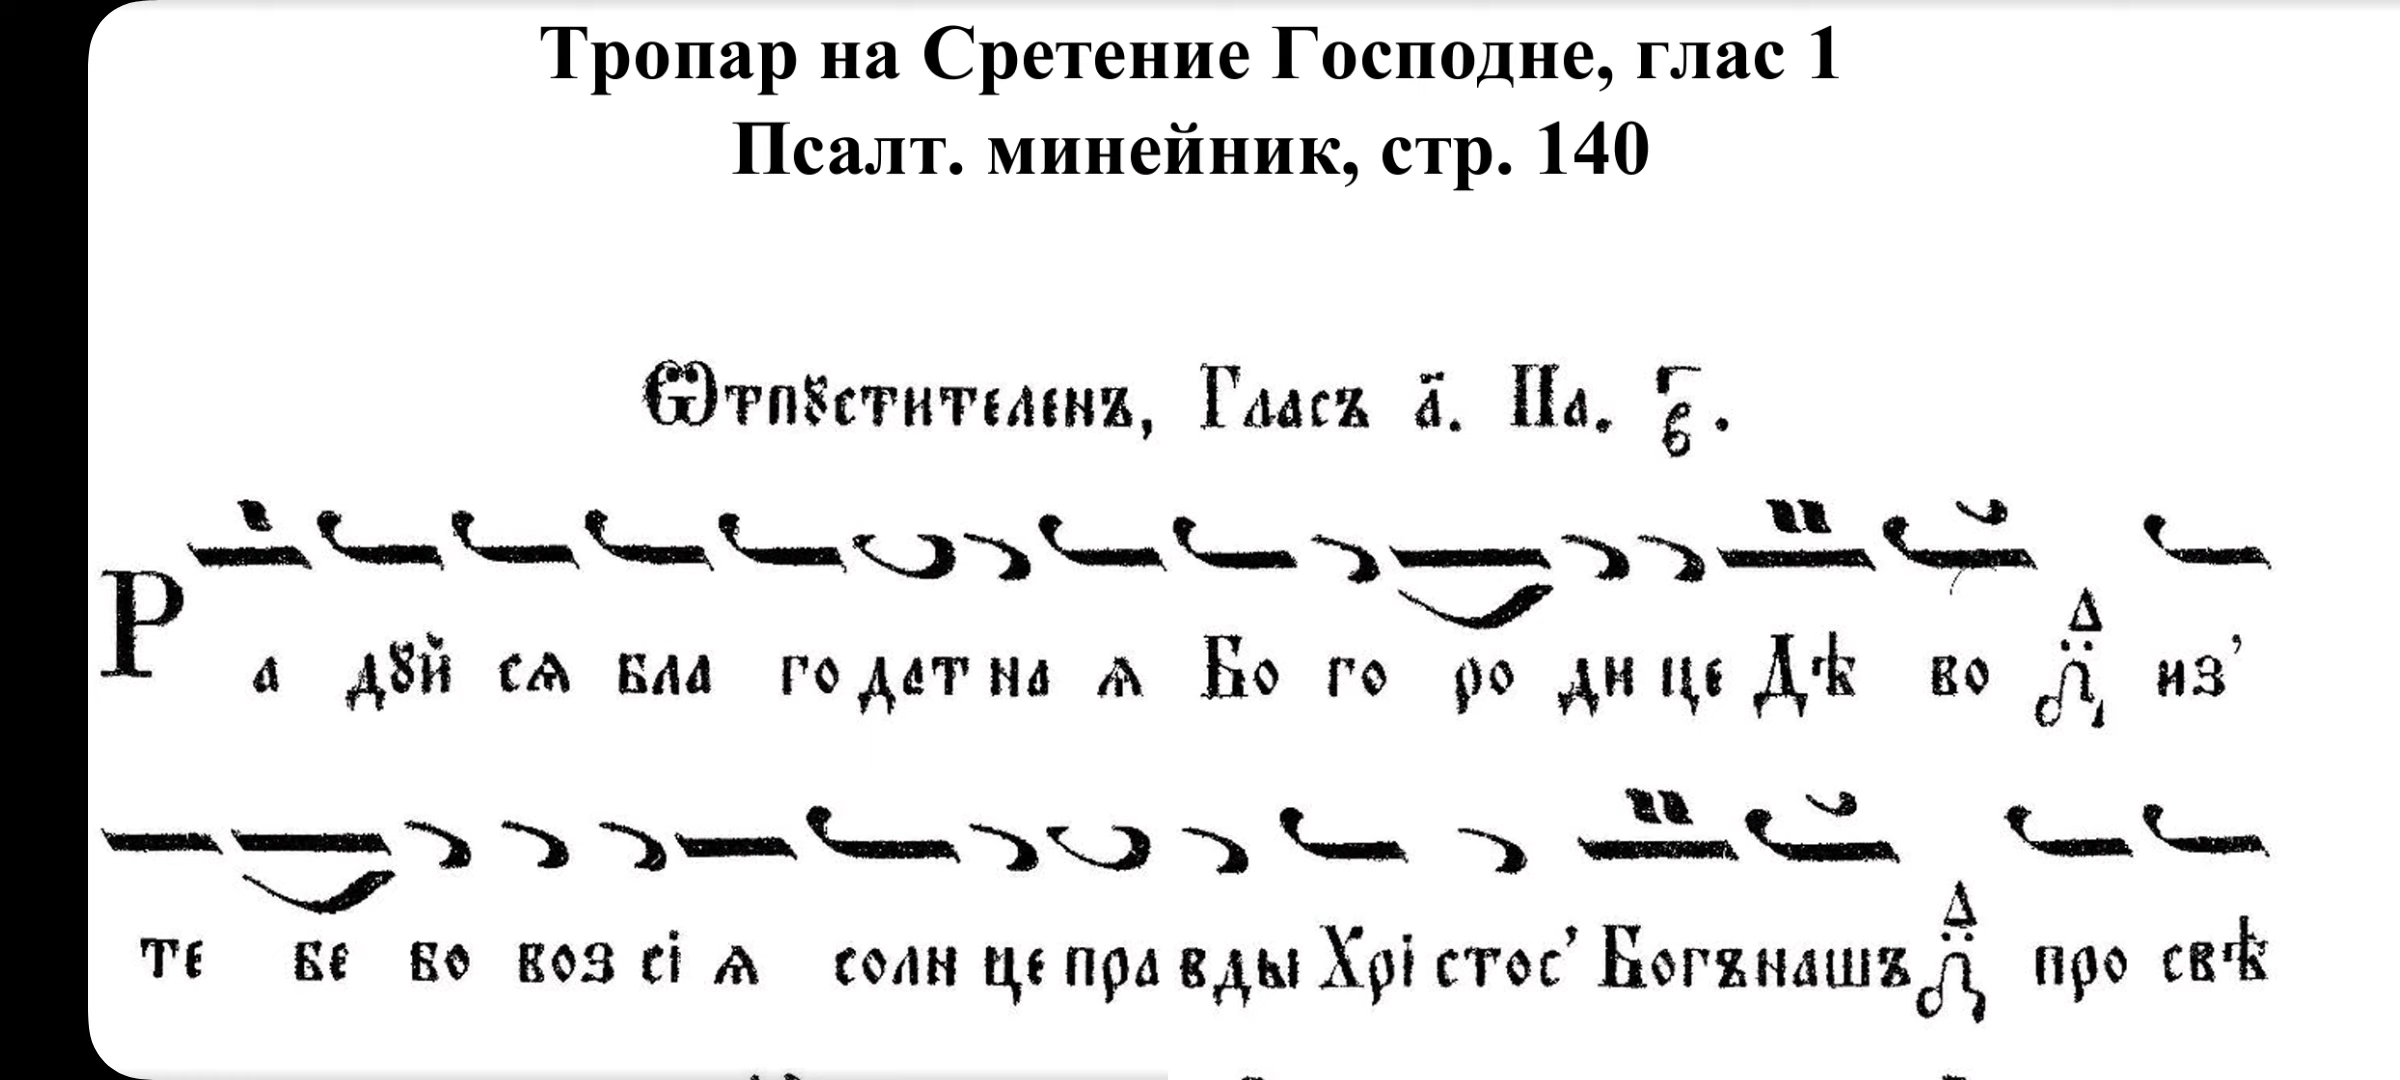 Тропар на Сретение Господне, глас 1
Псалт. минейник, стр. 140
Ѿпꙋстителенъ, Гласъ а҃. Па.
Ра дꙋй сѧ бла го дат на ѧ Бо го ро ди це Дѣ во из’
те бе бо воз сі ѧ солн це пра вды Хрі стос’ Богъ нашъ про свѣ